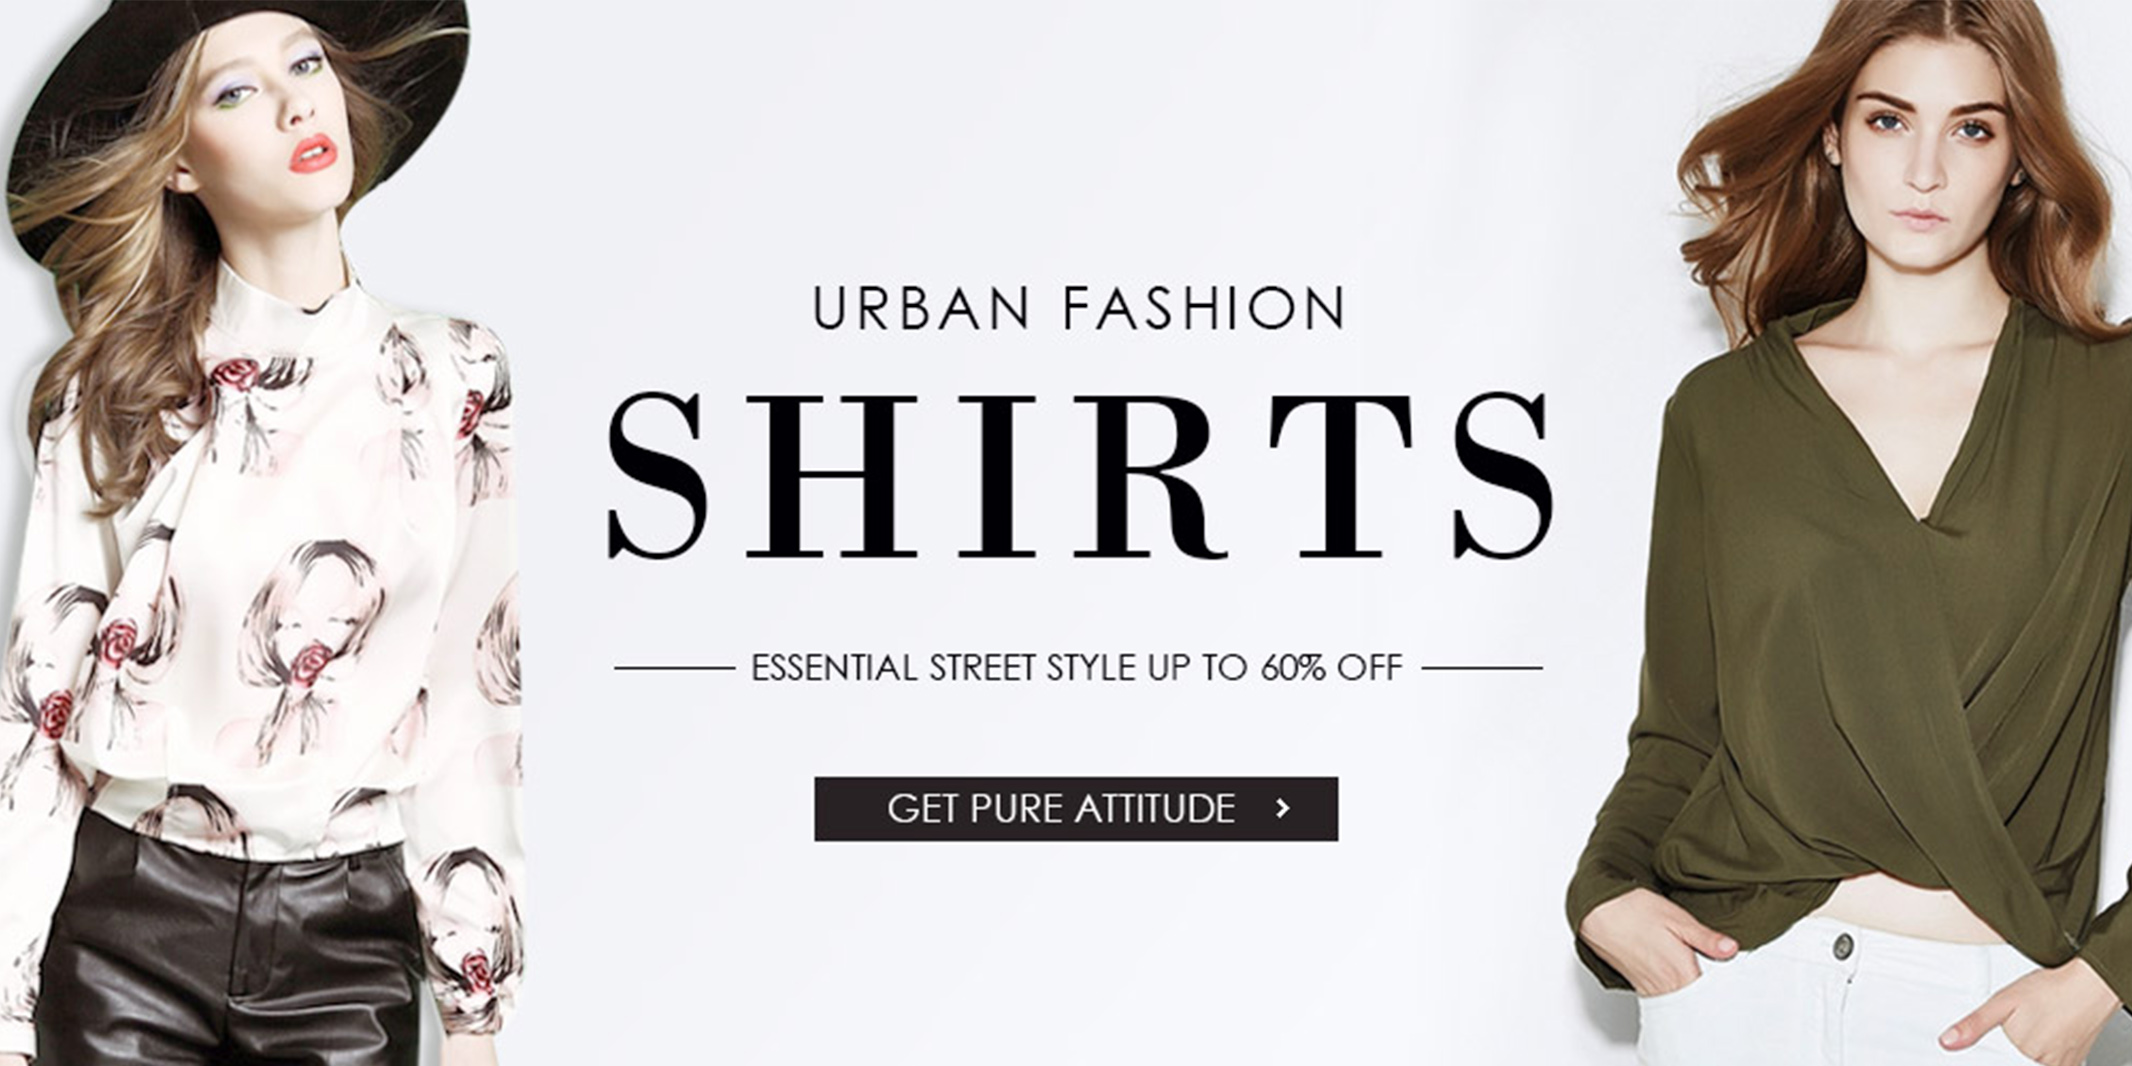 URBAN FASHION
SHIRTS
ESSENTIAL STREET STYLE UP TO 60% OFF
GET PURE ATTITUDE >